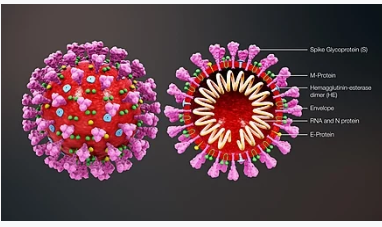 Spike Glycoprotein (S)
M-Protein
Hemagglutinin-esterase
dimer (HE)
Envelope
RNA and N protein
E-Protein